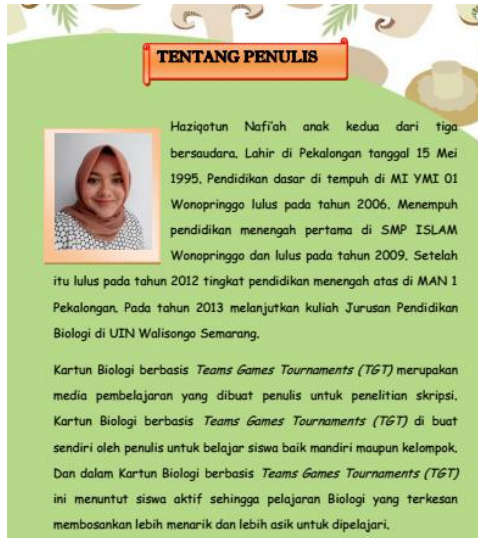 TENTANG PENULIS
Haziqotun Nafi'ah anak kedua dari tiga
bersaudara. Lahir di Pekalongan tanggal 15 Mei
1995. Pendidikan dasar di tempuh di MI YMI 01
Wonopringgo lulus pada tahun 2006. Menempuh
pendidikan menengah pertama di SMP ISLAM
Wonopringgo dan lulus pada tahun 2009. Setelah
itu lulus pada tahun 2012 tingkat pendidikan menengah atas di MAN 1
Pekalongan. Pada tahun 2013 melanjutkan kuliah Jurusan Pendidikan
Biologi di UIN Walisongo Semarang.
Kartun Biologi berbasis Teams Games Tournaments (TGT) merupakan
media pembelajaran yang dibuat penulis untuk penelitian skripsi.
Kartun Biologi berbasis Teams Games Tournaments (TGT) di buat
sendiri oleh penulis untuk belajar siswa baik mandiri maupun kelompok.
Dan dalam Kartun Biologi berbasis Teams Games Tournaments (TGT)
ini menuntut siswa aktif sehingga pelajaran Biologi yang terkesan
membosankan lebih menarik dan lebih asik untuk dipelajari.